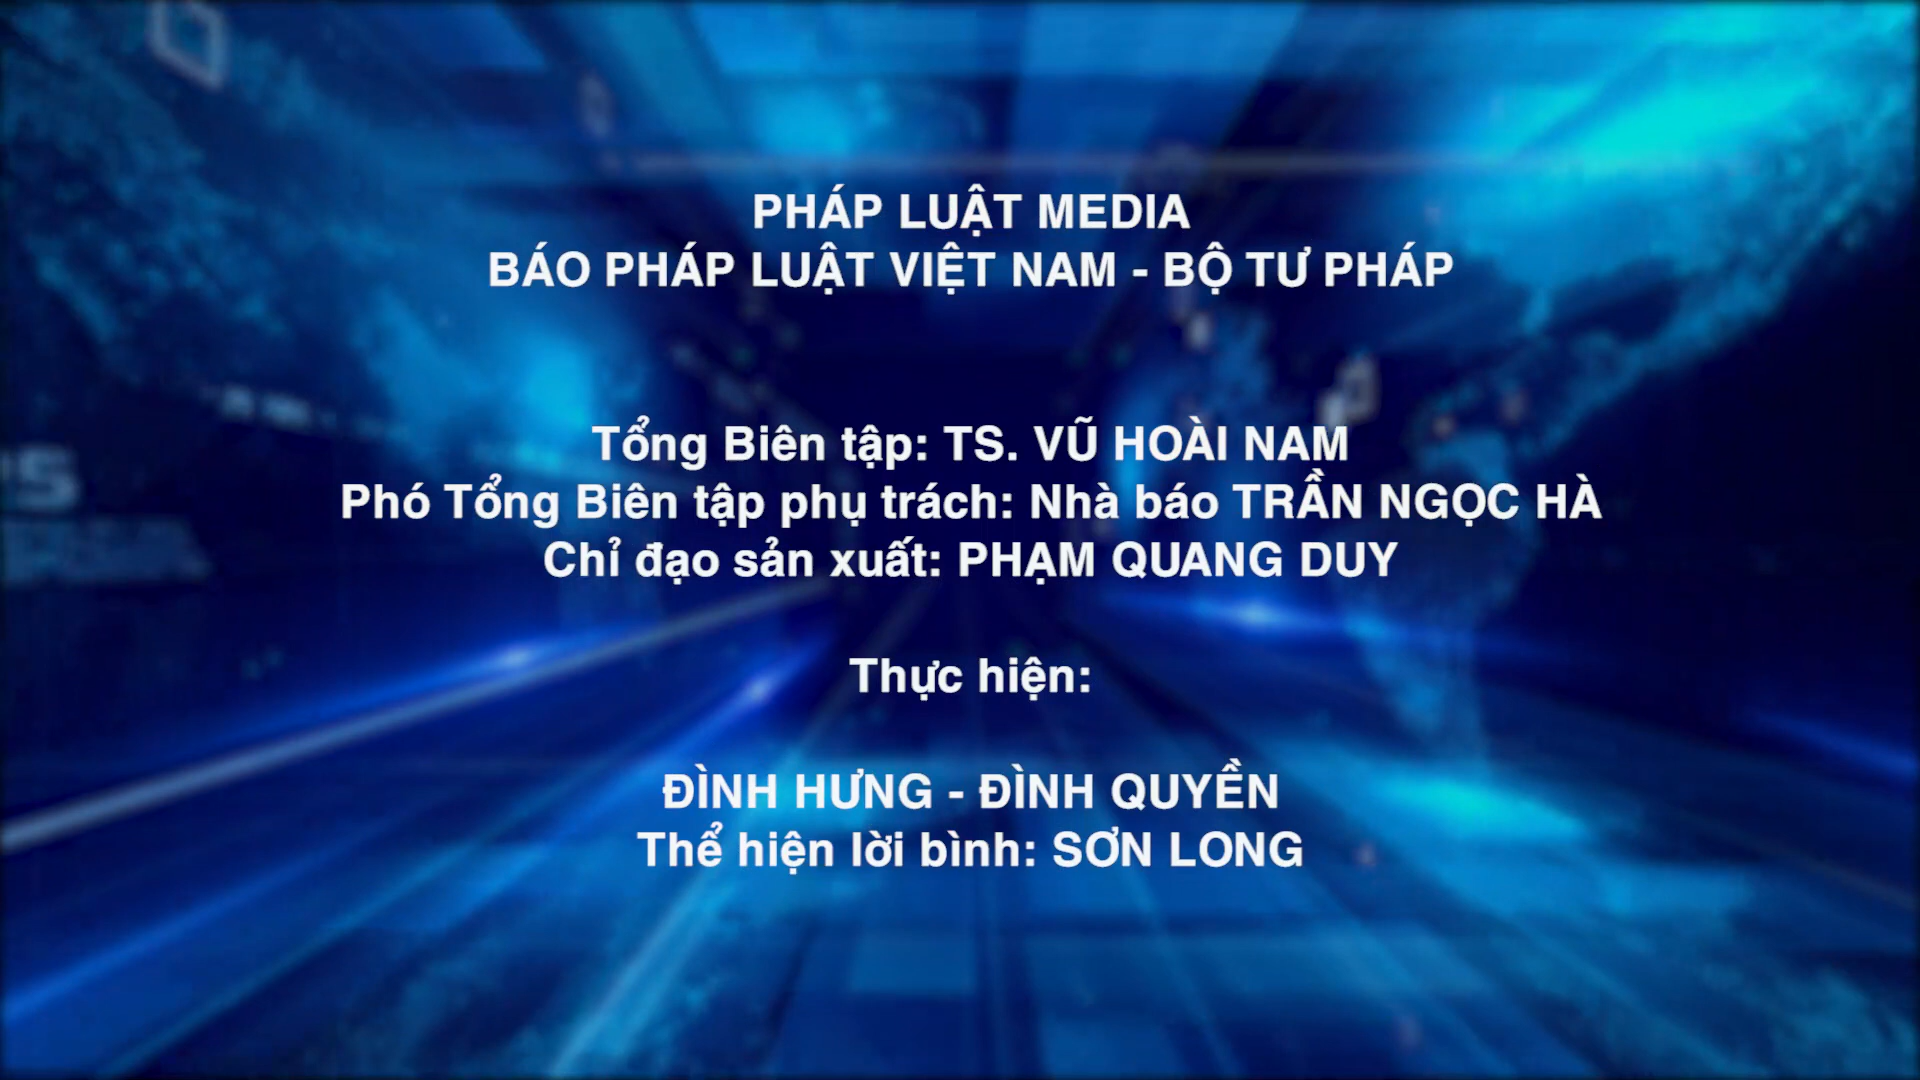 PHÁP LUẬT MEDIA
BÁO PHÁP LUẬT VIỆT NAM - BỘ TƯ PHÁP
Tổng Biên tập: TS. VŨ HOÀI NAM
Phó Tổng Biên tập phụ trách: Nhà báo TRẦN NGỌC HÀ
Chỉ đạo sản xuất: PHẠM QUANG DUY
Thực hiện:
ĐÌNH HƯNG - ĐÌNH QUYỀN
Thể hiện lời bình: SƠN LONG